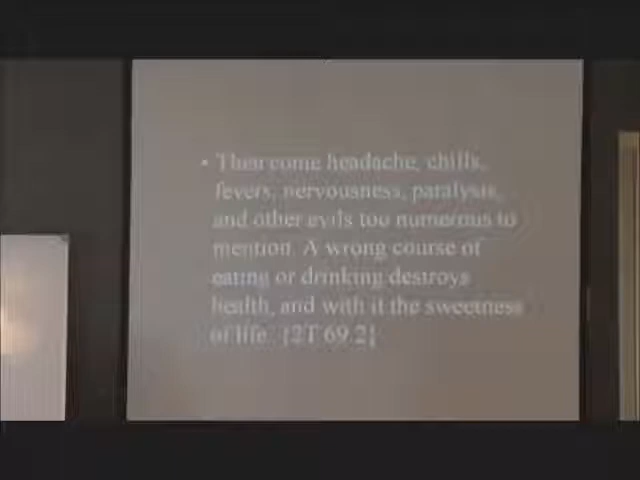 • Then come headache, chills,
fevers, nervousness, paralysis,
and other evils too numerous to
mention. A wrong course of
eating or drinking destroys
health, and with it the sweetness
of life. {2T 69.2}